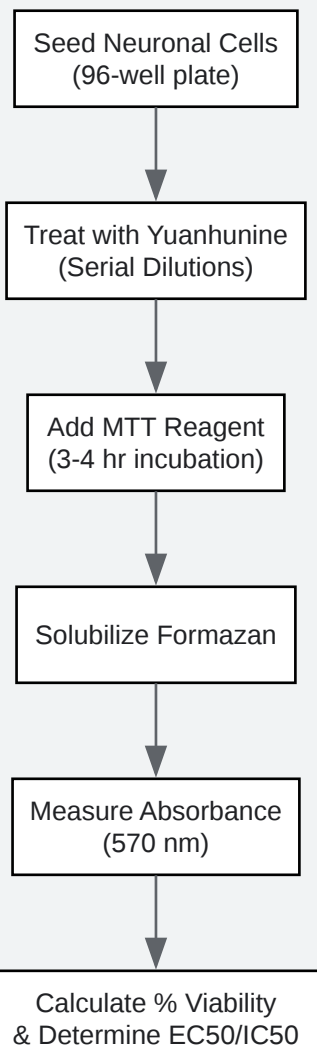 Seed Neuronal Cells
(96-well plate)
Treat with Yuanhunine
(Serial Dilutions)
Add MTT Reagent
(3-4 hr incubation)
Solubilize Formazan
Measure Absorbance
(570 nm)
Calculate % Viability
& Determine EC50/IC50